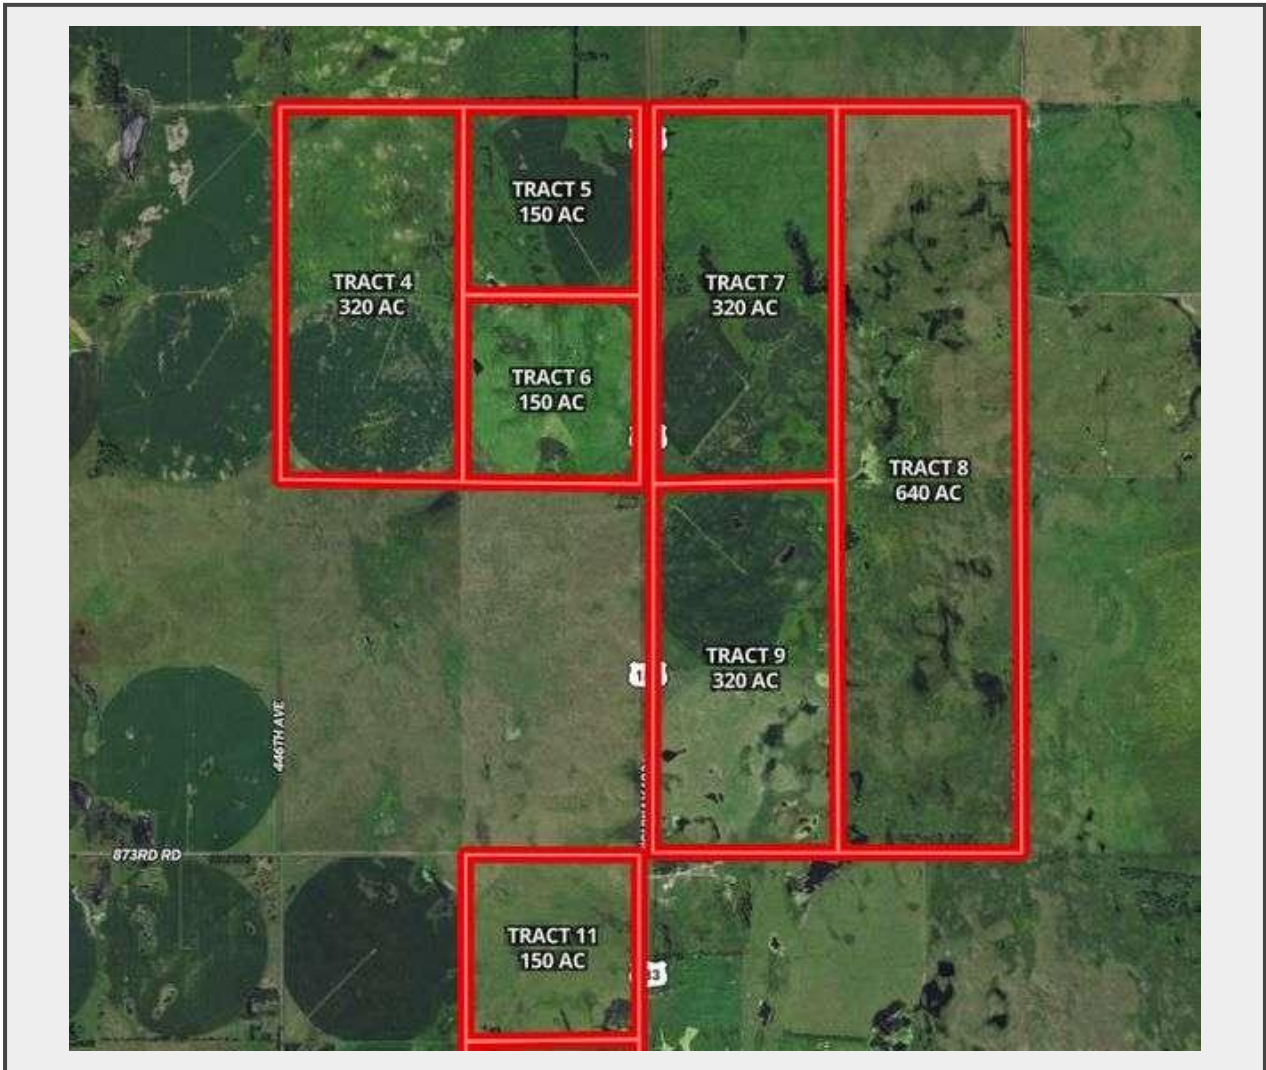 TRACT 5
150 AC
TRACT 4
320 AC
TRACT 7
320 AC
TRACT 6
150 AC
TRACT 8
640 AC
TRACT 9
320 AC
446TH AVE
873RD RD
TRACT 11
150 AC